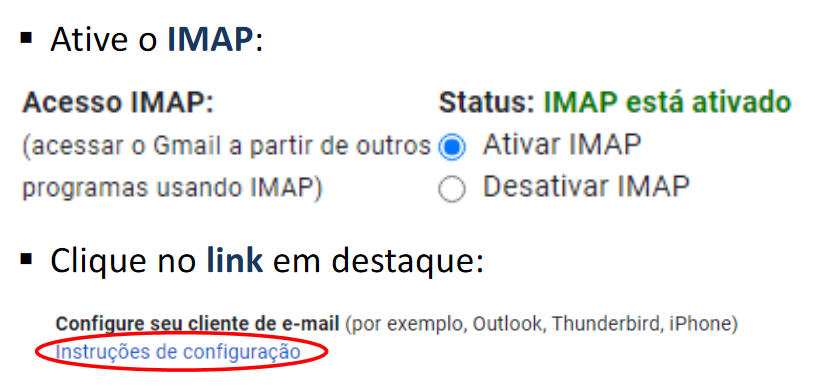 ▪ Ative o IMAP:
Acesso IMAP: Status: IMAP está ativado
(acessar o Gmail a partir de outros Ativar IMAP
programas usando IMAP) Desativar IMAP
▪ Clique no link em destaque:
Configure seu cliente de e-mail (por exemplo, Outlook, Thunderbird, iPhone)
Instruções de configuração